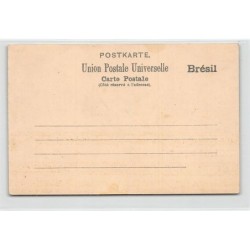 POSTKARTE.
Union Postale Universelle Brésil
Carte Postale
(Côté réservé à l'adresse)